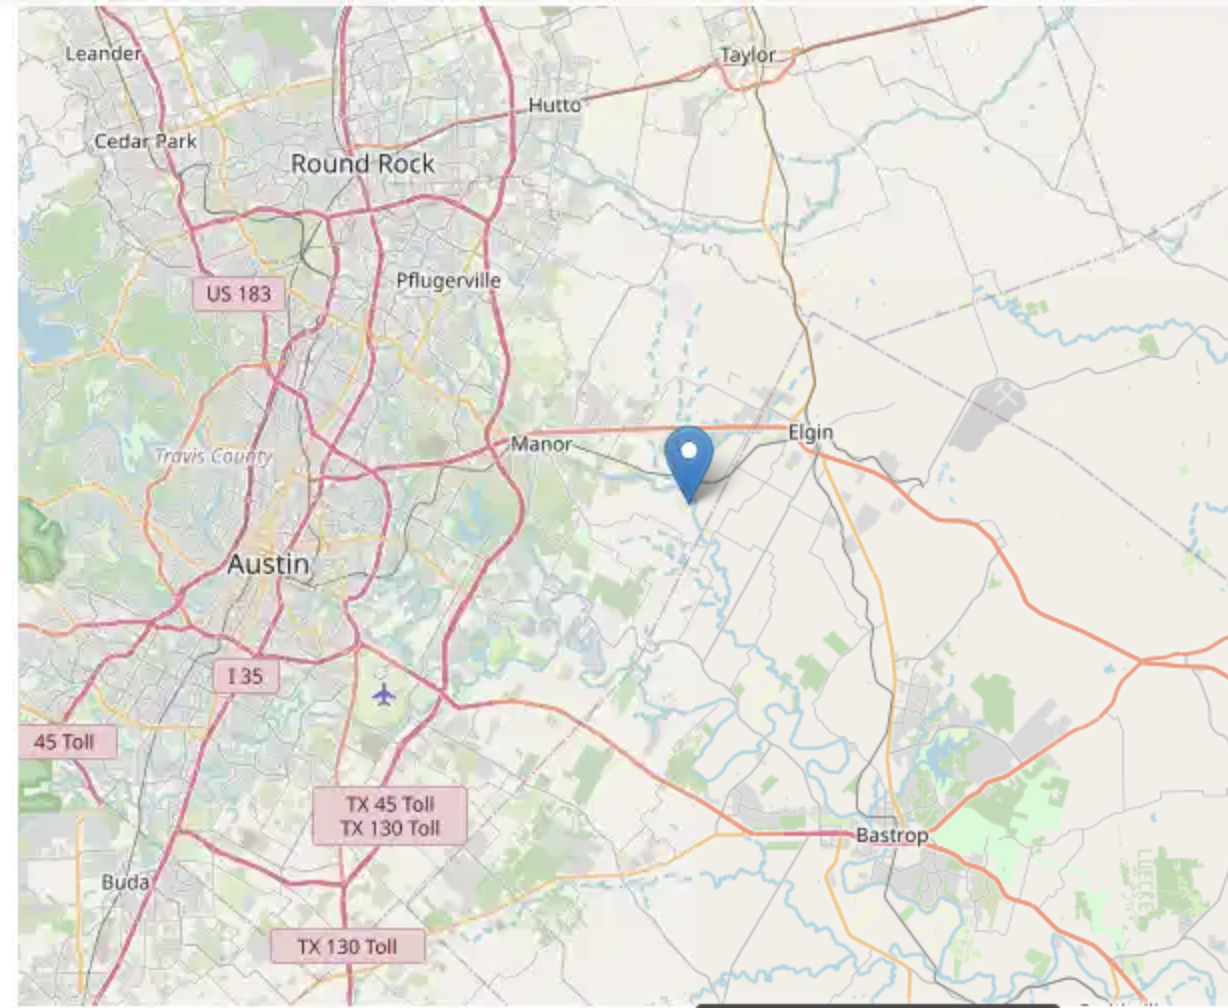 Leander
Taylor
Hutto
Cedar Park
Round Rock
Pflugerville
US 183
Elgin
Manor
Travis County
Austin
I 35
45 Toll
TX 45 Toll
TX 130 Toll
Bastrop
Buda
LUECKE
TX 130 Toll